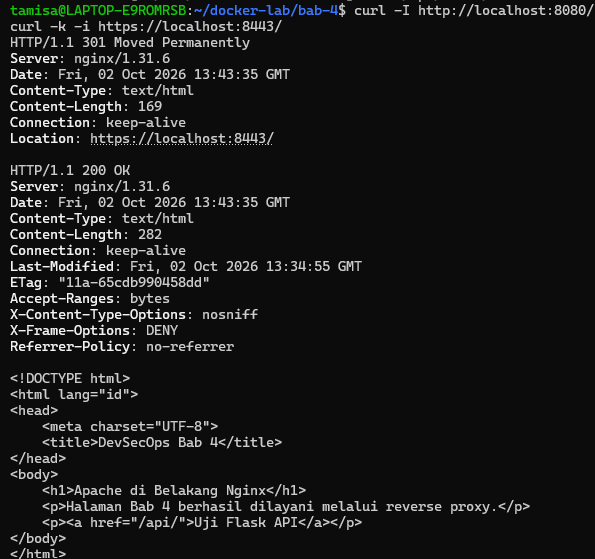 tamisa@LAPTOP-E9ROMRSB:~/docker-lab/bab-4$ curl -I http://localhost:8080/
curl -k -i https://localhost:8443/
HTTP/1.1 301 Moved Permanently
Server: nginx/1.31.6
Date: Fri, 02 Oct 2026 13:43:35 GMT
Content-Type: text/html
Content-Length: 169
Connection: keep-alive
Location: https://localhost:8443/

HTTP/1.1 200 OK
Server: nginx/1.31.6
Date: Fri, 02 Oct 2026 13:43:35 GMT
Content-Type: text/html
Content-Length: 282
Connection: keep-alive
Last-Modified: Fri, 02 Oct 2026 13:34:55 GMT
ETag: "11a-65cdb990458dd"
Accept-Ranges: bytes
X-Content-Type-Options: nosniff
X-Frame-Options: DENY
Referrer-Policy: no-referrer

<!DOCTYPE html>
<html lang="id">
<head>
    <meta charset="UTF-8">
    <title>DevSecOps Bab 4</title>
</head>
<body>
    <h1>Apache di Belakang Nginx</h1>
    <p>Halaman Bab 4 berhasil dilayani melalui reverse proxy.</p>
    <p><a href="/api/">Uji Flask API</a></p>
</body>
</html>